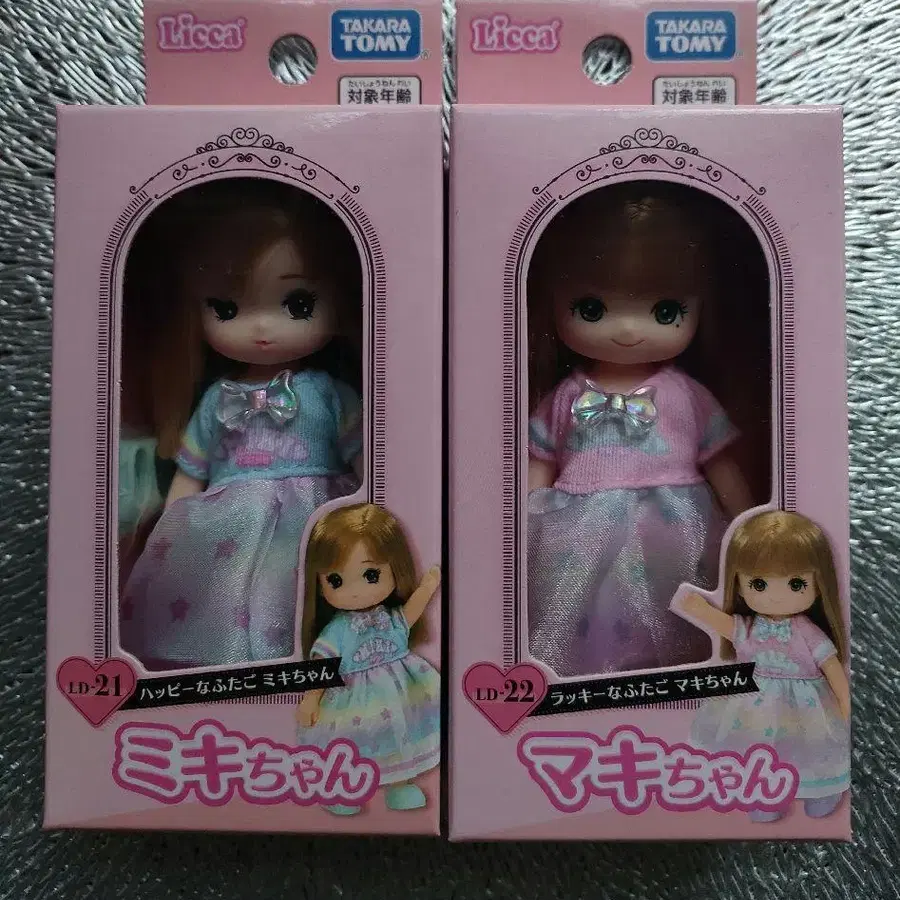 Licca
TAKARA
TOMY
たいしょうねんれい
対象年齢
LD-21
ハッピーなふたご ミキちゃん
ミキちゃん
MIKI
Licca
TAKARA
TOMY
たいしょうねんれい
対象年齢
LD-22
ラッキーなふたご マキちゃん
マキちゃん